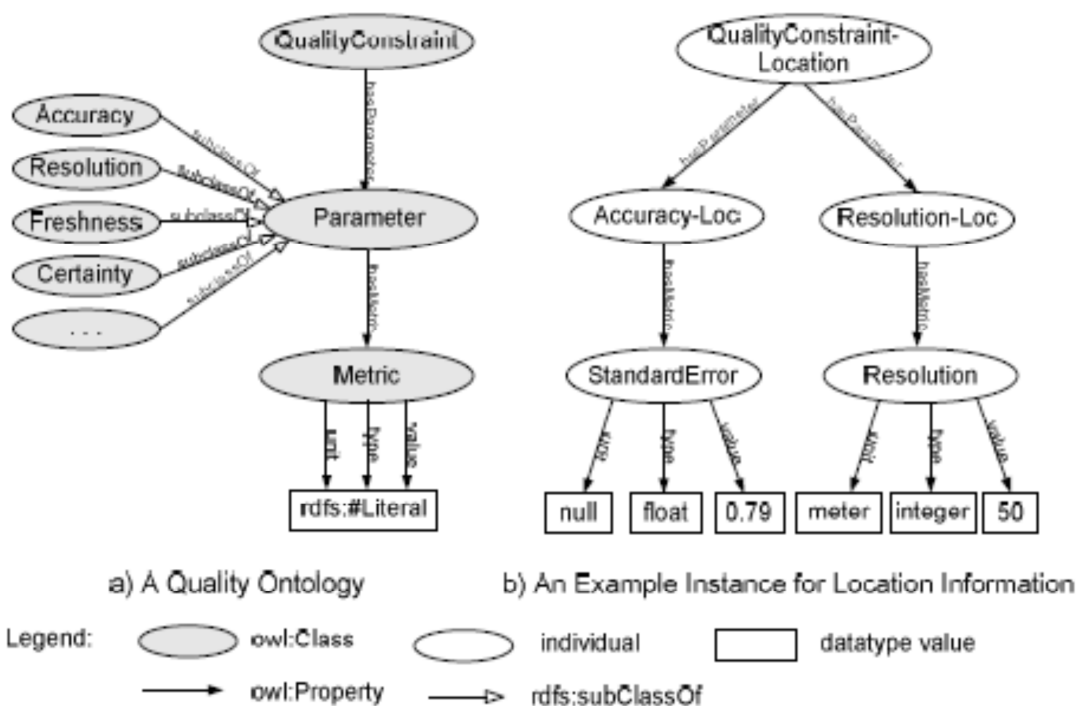 QualityConstraint
hasParameter
Accuracy
subclassOf
Resolution
subclassOf
Freshness
subclassOf
Certainty
subclassOf
. . .
subclassOf
Parameter
hasMetric
Metric
unit
type
value
rdfs:#Literal
a) A Quality Ontology
QualityConstraint-
Location
hasParameter
hasParameter
Accuracy-Loc
Resolution-Loc
hasMetric
hasMetric
StandardError
Resolution
unit
type
value
unit
type
value
null
float
0.79
meter
integer
50
b) An Example Instance for Location Information
Legend:
owl:Class
individual
datatype value
owl:Property
rdfs:subClassOf